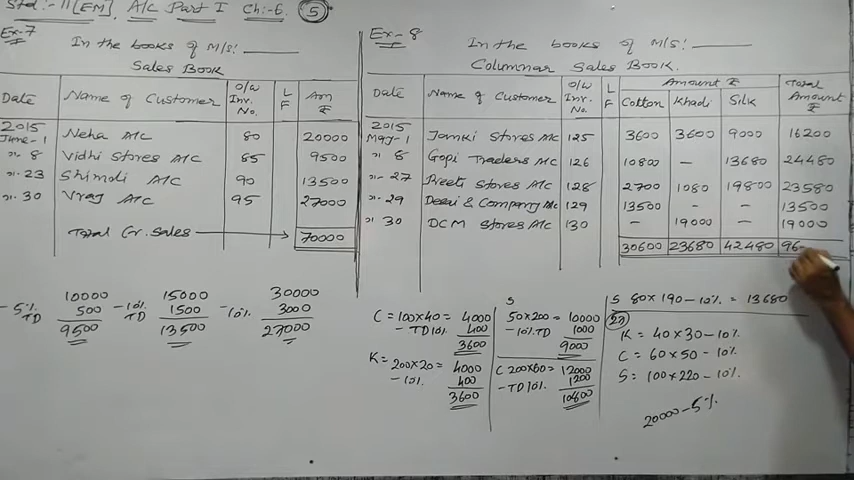 Std:-11[EM]. A/C Part I Ch:-6. 5
Ex-7
In the books of M/S: ______
Sales Book
Date Name of Customer O/W Inv. No. L F Am ₹
2015
June-1 Neha A/C 80 20000
"- 8 Vidhi Stores A/C 85 9500
"- 23 Shimoli A/C 90 13500
"- 30 Vraj A/C 95 27000
Total Cr. Sales → 70000
- 5% TD 10000 500 9500
- 10% TD 15000 1500 13500
- 10% 30000 3000 27000
Ex-8
In the books of M/S: ______
Columnar Sales Book.
Date Name of Customer O/W Inv. No. L F Amount ₹ Total Amount ₹
Cotton Khadi Silk
2015
May-1 Janki Stores A/C 125 3600 3600 9000 16200
" 8 Gopi Traders A/C 126 10800 - 13680 24480
"- 27 Preeti Stores A/C 128 2700 1080 19800 23580
"- 29 Desai & Company A/C 129 13500 - - 13500
" 30 DCM Stores A/C 130 - 19000 - 19000
30600 23680 42480 96
C = 100×40 = 4000
- TD 10% 400
3600
K = 200×20 = 4000
- 10% 400
3600
S
50×200 = 10000
- 10% TD 1000
9000
C 200×60 = 12000
- TD 10% 1200
10800
S 80×190 - 10% = 13680
27
K = 40×30 - 10%
C = 60×50 - 10%
S = 100×220 - 10%
20000 - 5%